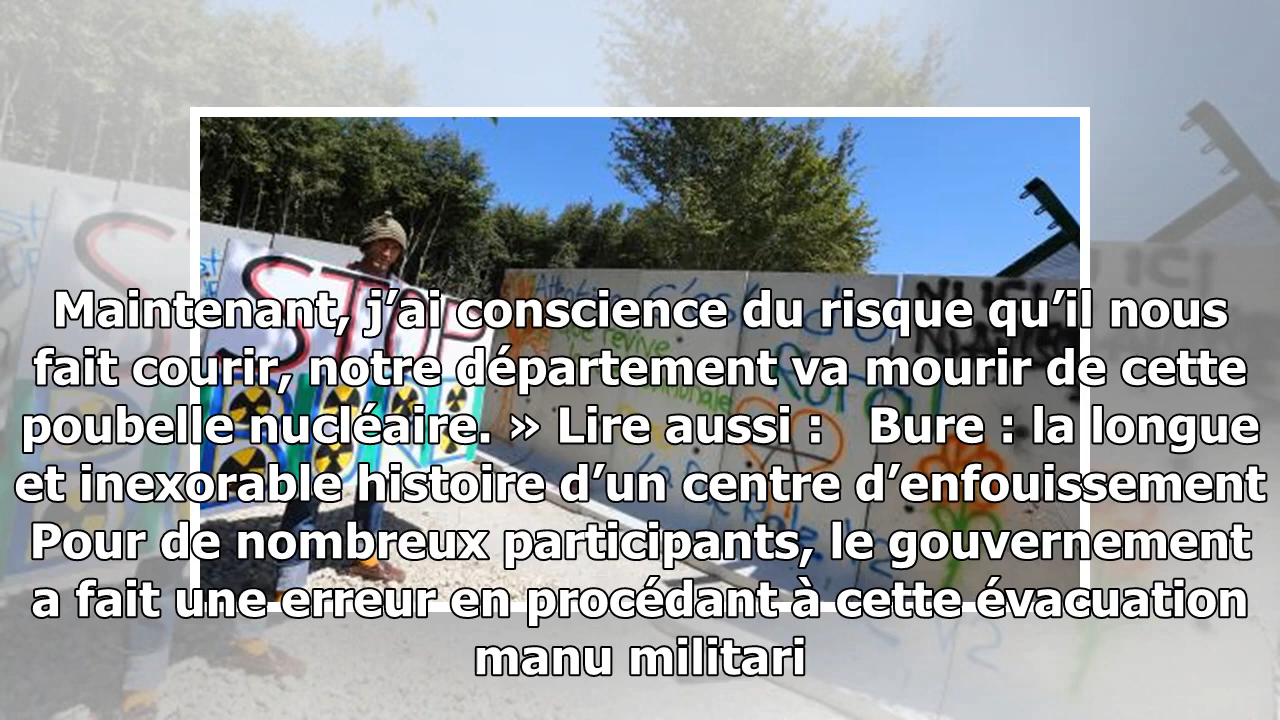 Maintenant, j’ai conscience du risque qu’il nous
fait courir, notre département va mourir de cette
poubelle nucléaire. » Lire aussi :   Bure : la longue
et inexorable histoire d’un centre d’enfouissement
Pour de nombreux participants, le gouvernement
a fait une erreur en procédant à cette évacuation
manu militari
STOP